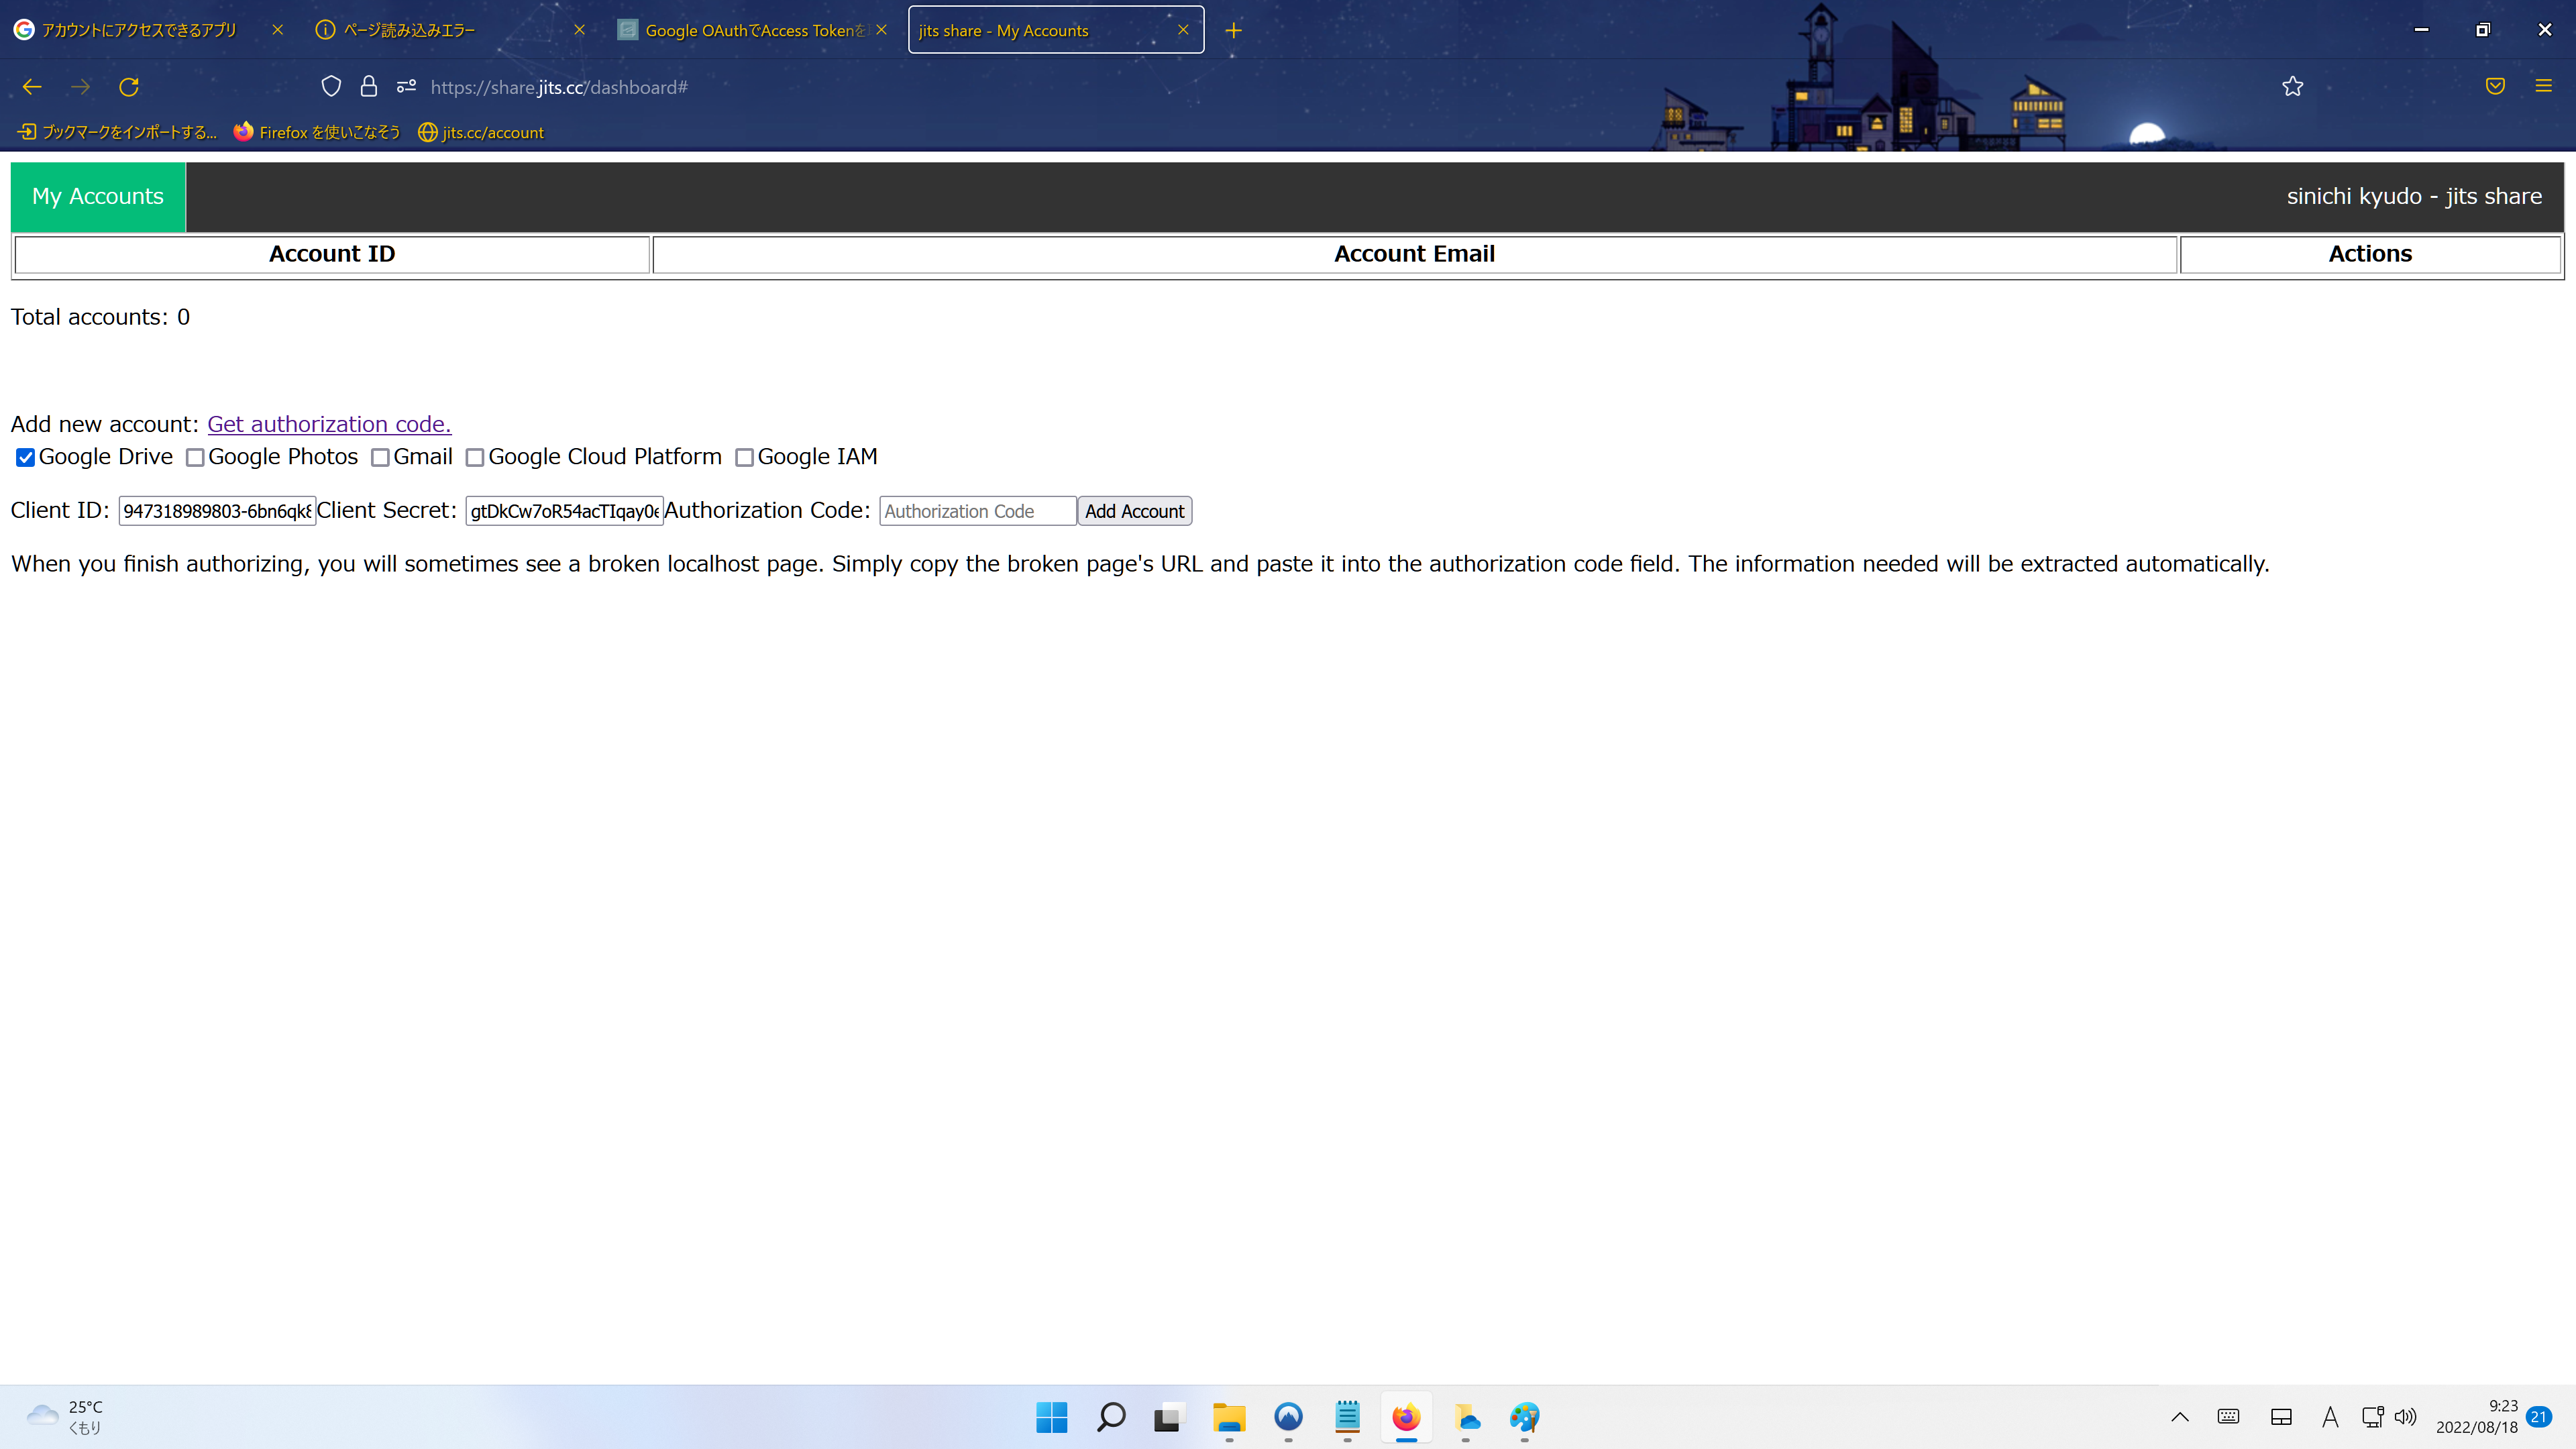 アカウントにアクセスできるアプリ
ページ読み込みエラー
Google OAuthでAccess Tokenを
jits share - My Accounts
https://share.jits.cc/dashboard#
ブックマークをインポートする...
Firefox を使いこなそう
jits.cc/account
My Accounts
sinichi kyudo - jits share
Account ID
Account Email
Actions
Total accounts: 0
Add new account: Get authorization code.
Google Drive Google Photos Gmail Google Cloud Platform Google IAM
Client ID: 947318989803-6bn6qk8 Client Secret: gtDkCw7oR54acTIqay0e Authorization Code: Authorization Code Add Account
When you finish authorizing, you will sometimes see a broken localhost page. Simply copy the broken page's URL and paste it into the authorization code field. The information needed will be extracted automatically.
25°C
くもり
A
9:23
2022/08/18
21